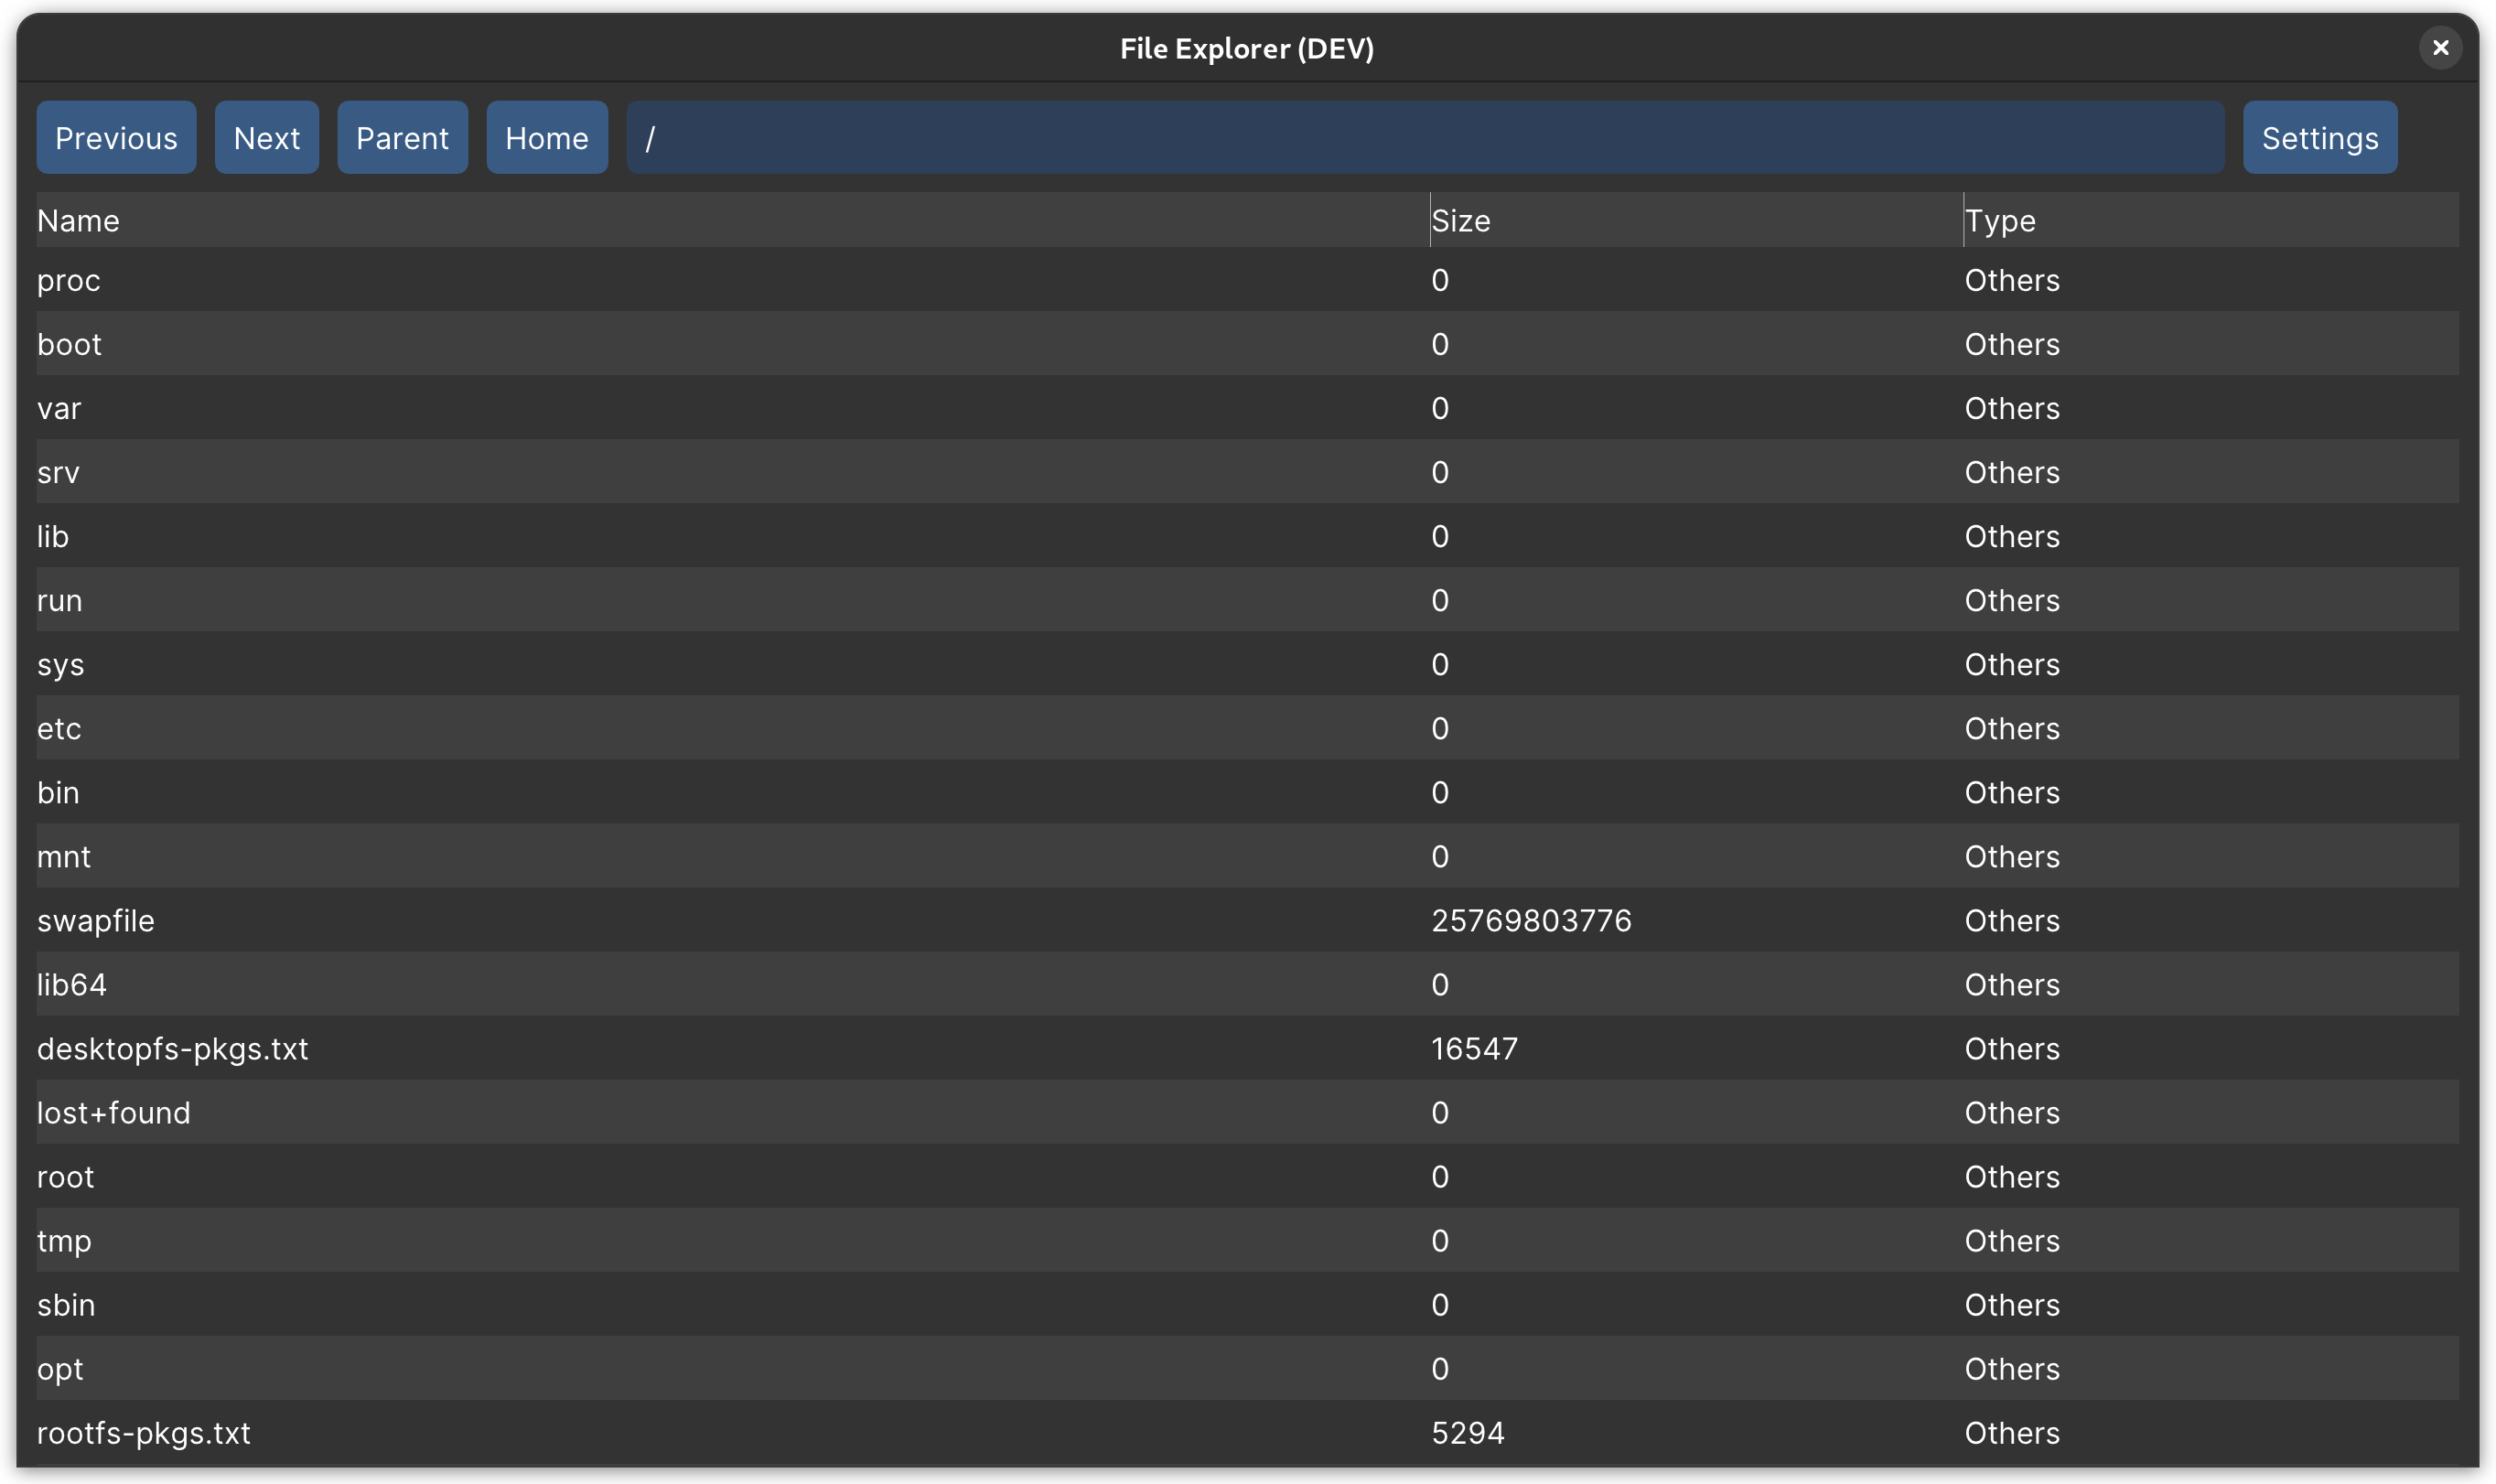 File Explorer (DEV)
Previous Next Parent Home / Settings
Name Size Type
proc 0 Others
boot 0 Others
var 0 Others
srv 0 Others
lib 0 Others
run 0 Others
sys 0 Others
etc 0 Others
bin 0 Others
mnt 0 Others
swapfile 25769803776 Others
lib64 0 Others
desktopfs-pkgs.txt 16547 Others
lost+found 0 Others
root 0 Others
tmp 0 Others
sbin 0 Others
opt 0 Others
rootfs-pkgs.txt 5294 Others